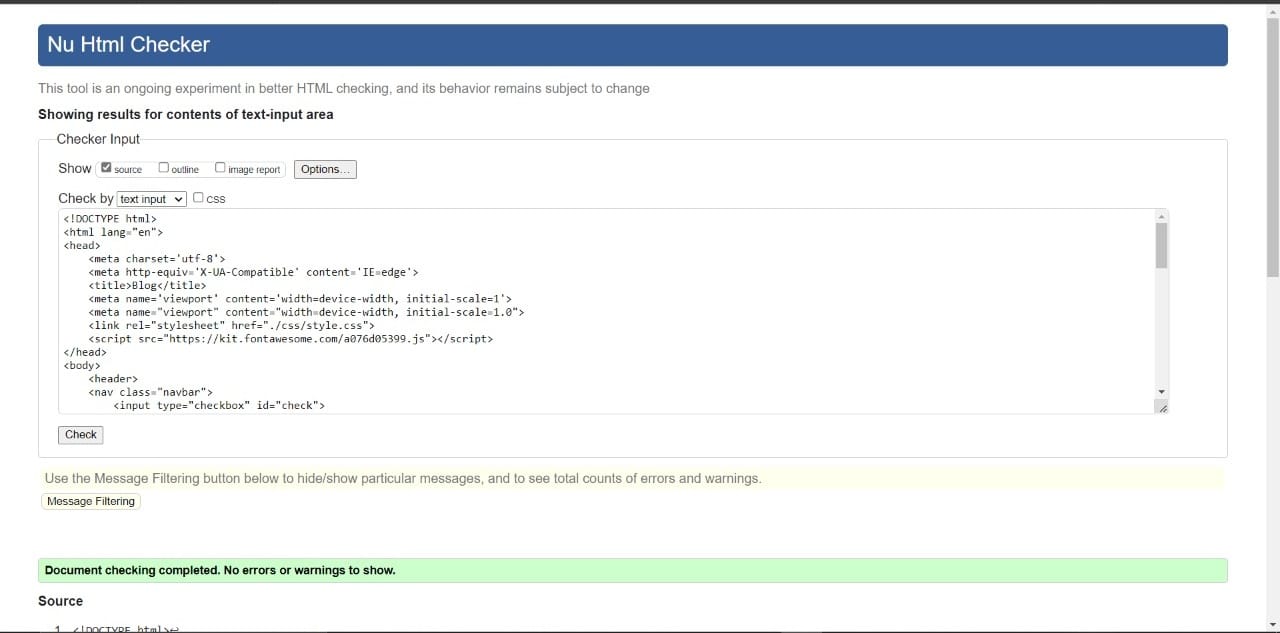 Nu Html Checker
This tool is an ongoing experiment in better HTML checking, and its behavior remains subject to change
Showing results for contents of text-input area
Checker Input
Show source outline image report Options...
Check by text input css
<!DOCTYPE html>
<html lang="en">
<head>
    <meta charset='utf-8'>
    <meta http-equiv='X-UA-Compatible' content='IE=edge'>
    <title>Blog</title>
    <meta name='viewport' content='width=device-width, initial-scale=1'>
    <meta name="viewport" content="width=device-width, initial-scale=1.0">
    <link rel="stylesheet" href="./css/style.css">
    <script src="https://kit.fontawesome.com/a076d05399.js"></script>
</head>
<body>
    <header>
    <nav class="navbar">
        <input type="checkbox" id="check">
Check
Use the Message Filtering button below to hide/show particular messages, and to see total counts of errors and warnings.
Message Filtering
Document checking completed. No errors or warnings to show.
Source
1. <!DOCTYPE html>↩